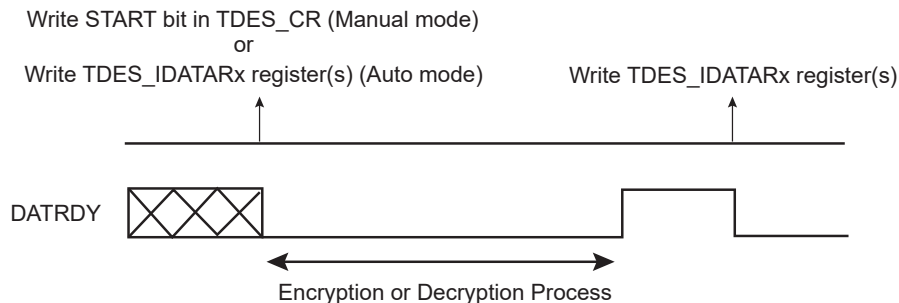 Write START bit in TDES_CR (Manual mode)
or
Write TDES_IDATARx register(s) (Auto mode)
Write TDES_IDATARx register(s)
DATRDY
Encryption or Decryption Process